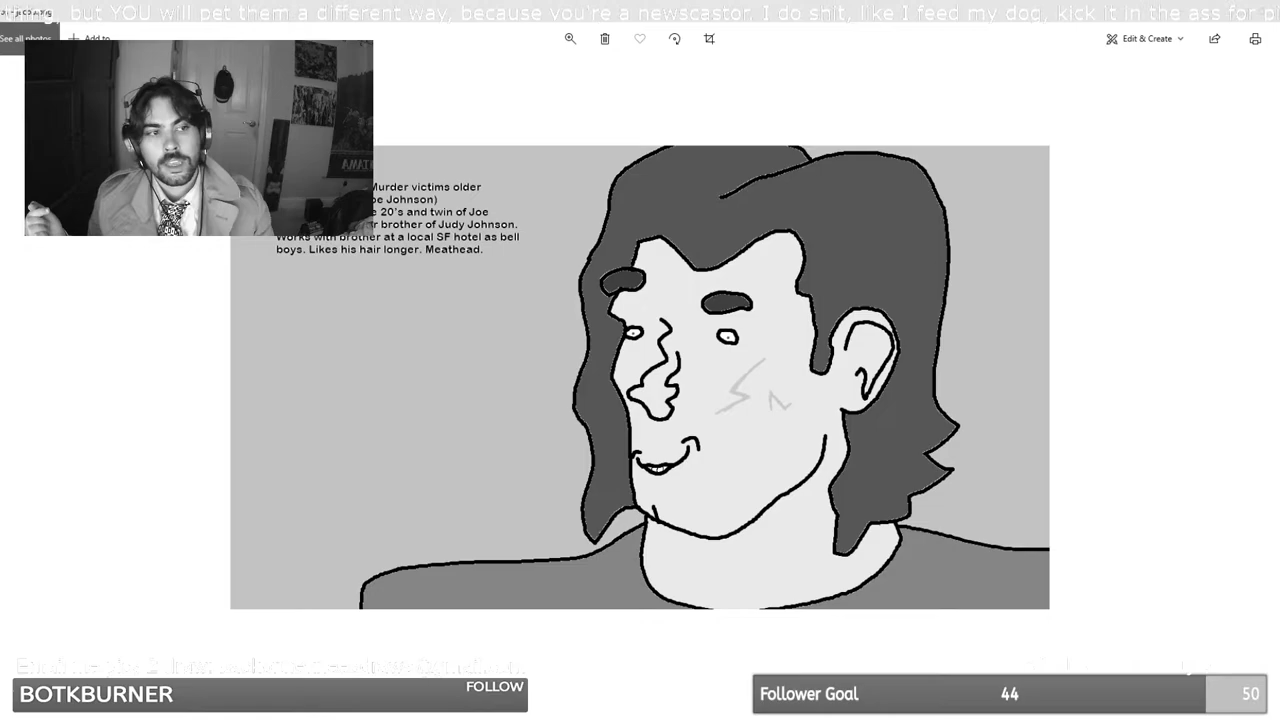 thing, but YOU will pet them a different way, because you're a newscastor. I do shit, like I feed my dog, kick it in the ass for
See all photos
Add to
Edit & Create
Murder victims older
Joe Johnson)
20's and twin of Joe
brother of Judy Johnson.
Works with brother at a local SF hotel as bell
boys. Likes his hair longer. Meathead.
BOTKBURNER
FOLLOW
Follower Goal
44
50